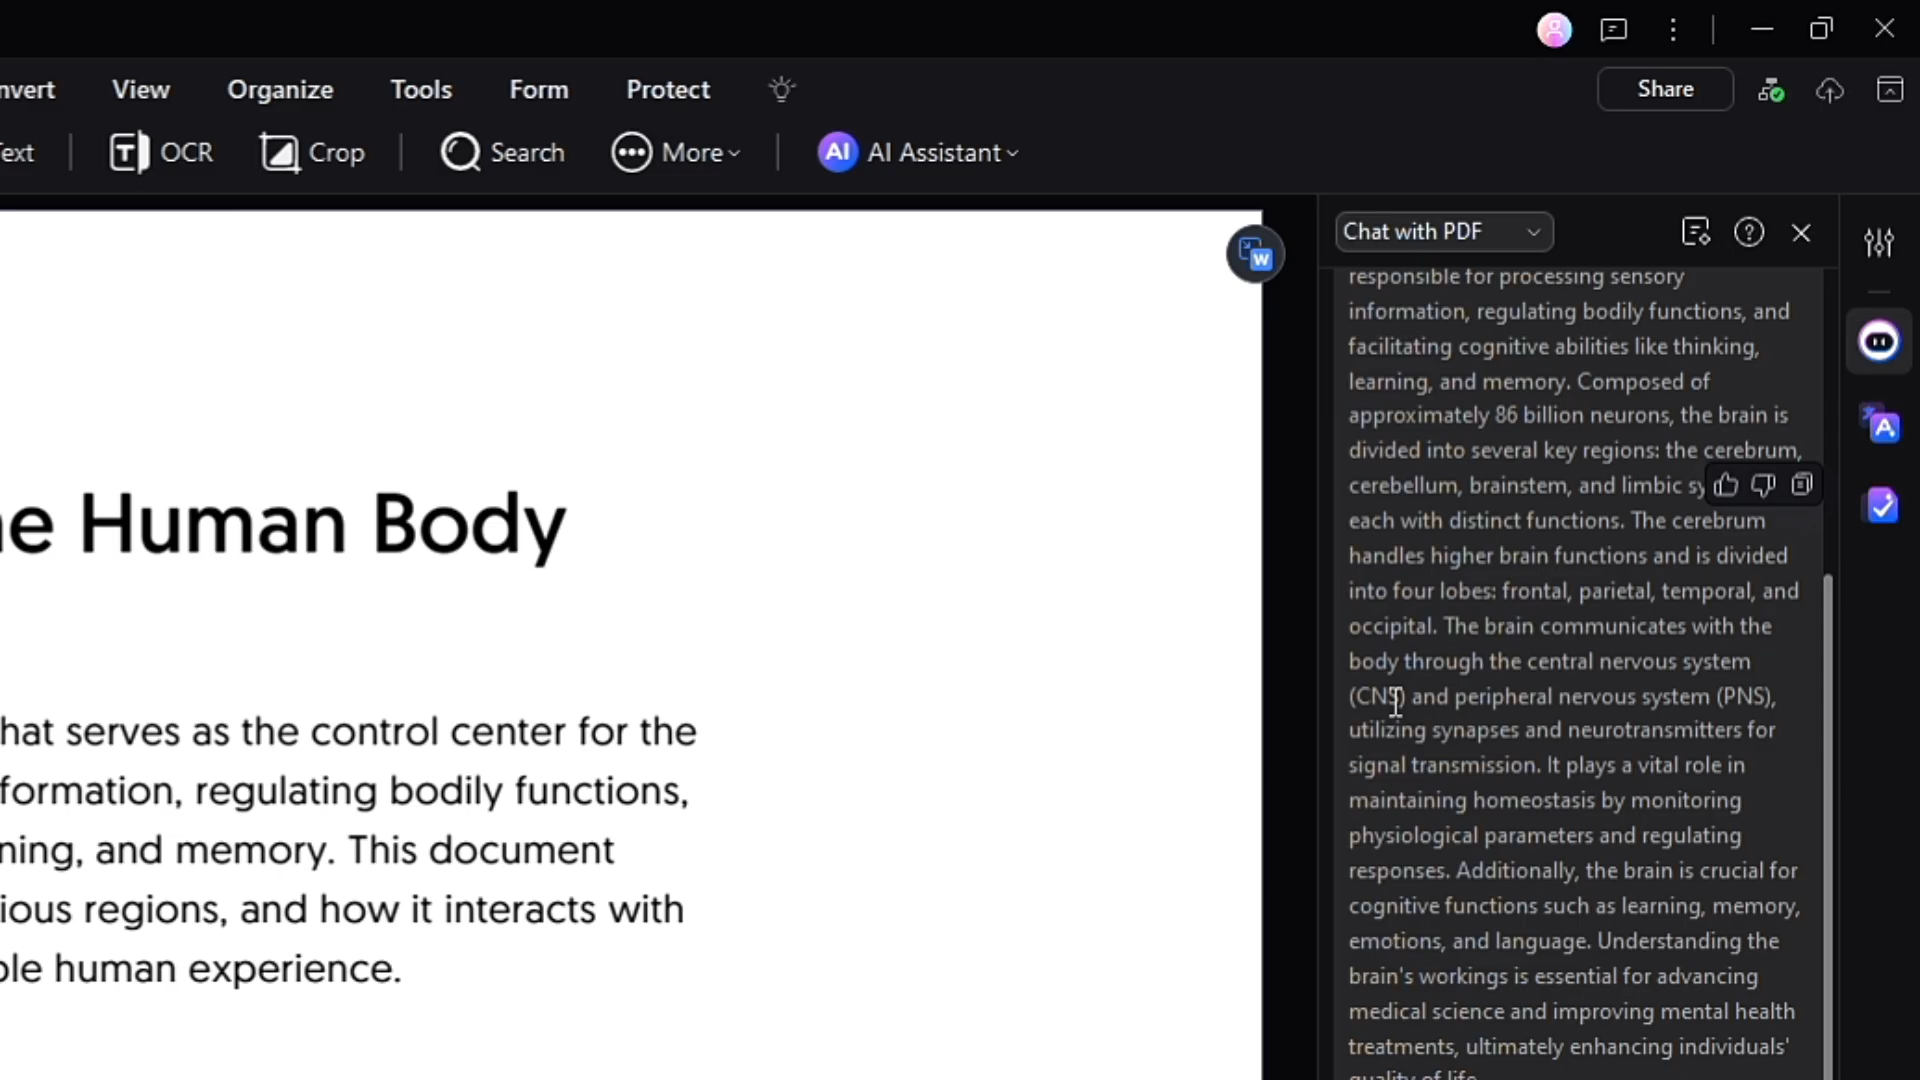 nvert View Organize Tools Form Protect
Share
ext OCR Crop Search More AI AI Assistant
Chat with PDF
W
A
ne Human Body
hat serves as the control center for the
formation, regulating bodily functions,
ning, and memory. This document
ious regions, and how it interacts with
ble human experience.
responsible for processing sensory
information, regulating bodily functions, and
facilitating cognitive abilities like thinking,
learning, and memory. Composed of
approximately 86 billion neurons, the brain is
divided into several key regions: the cerebrum,
cerebellum, brainstem, and limbic sy
each with distinct functions. The cerebrum
handles higher brain functions and is divided
into four lobes: frontal, parietal, temporal, and
occipital. The brain communicates with the
body through the central nervous system
(CNS) and peripheral nervous system (PNS),
utilizing synapses and neurotransmitters for
signal transmission. It plays a vital role in
maintaining homeostasis by monitoring
physiological parameters and regulating
responses. Additionally, the brain is crucial for
cognitive functions such as learning, memory,
emotions, and language. Understanding the
brain's workings is essential for advancing
medical science and improving mental health
treatments, ultimately enhancing individuals'
quality of life.